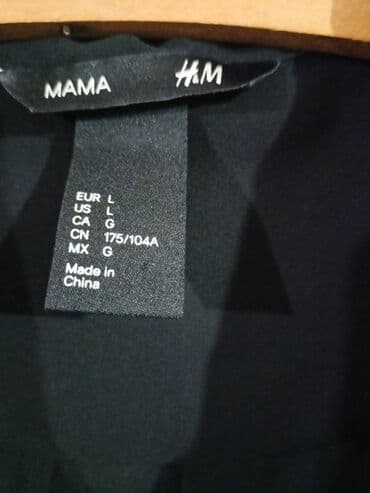 MAMA H&M
EUR L
US L
CA G
CN 175/104A
MX G
Made in
China